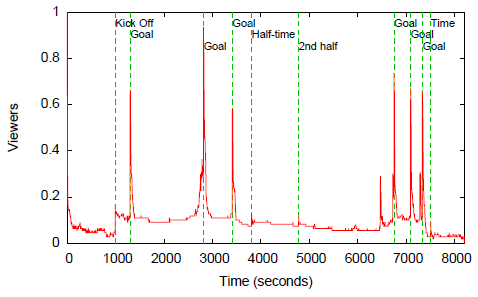 1
0.8
0.6
0.4
0.2
0
Viewers
Kick Off
Goal
Time
Goal
Half-time
Goal
Goal
Goal
2nd half
Goal
0 1000 2000 3000 4000 5000 6000 7000 8000
Time (seconds)